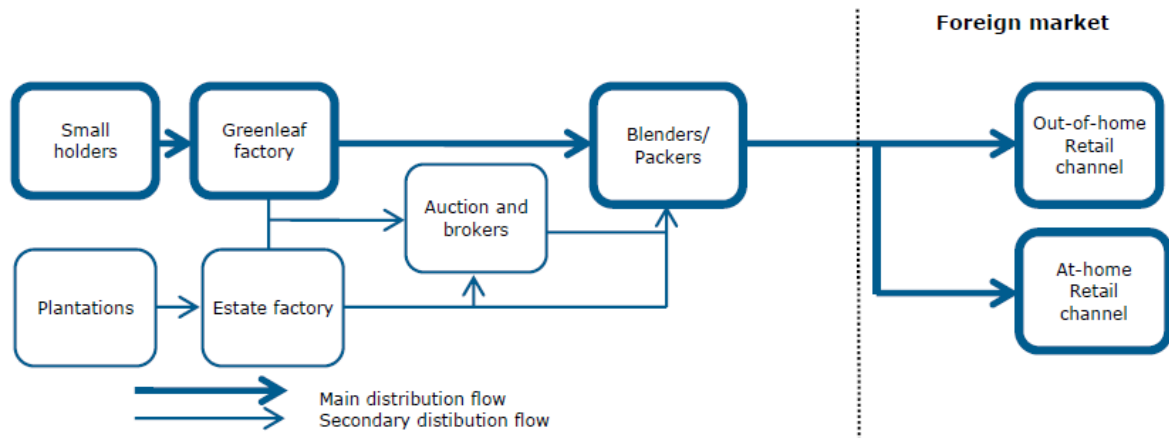 Foreign market
Small
holders
Greenleaf
factory
Blenders/
Packers
Out-of-home
Retail
channel
Auction and
brokers
Plantations
Estate factory
At-home
Retail
channel
Main distribution flow
Secondary distibution flow